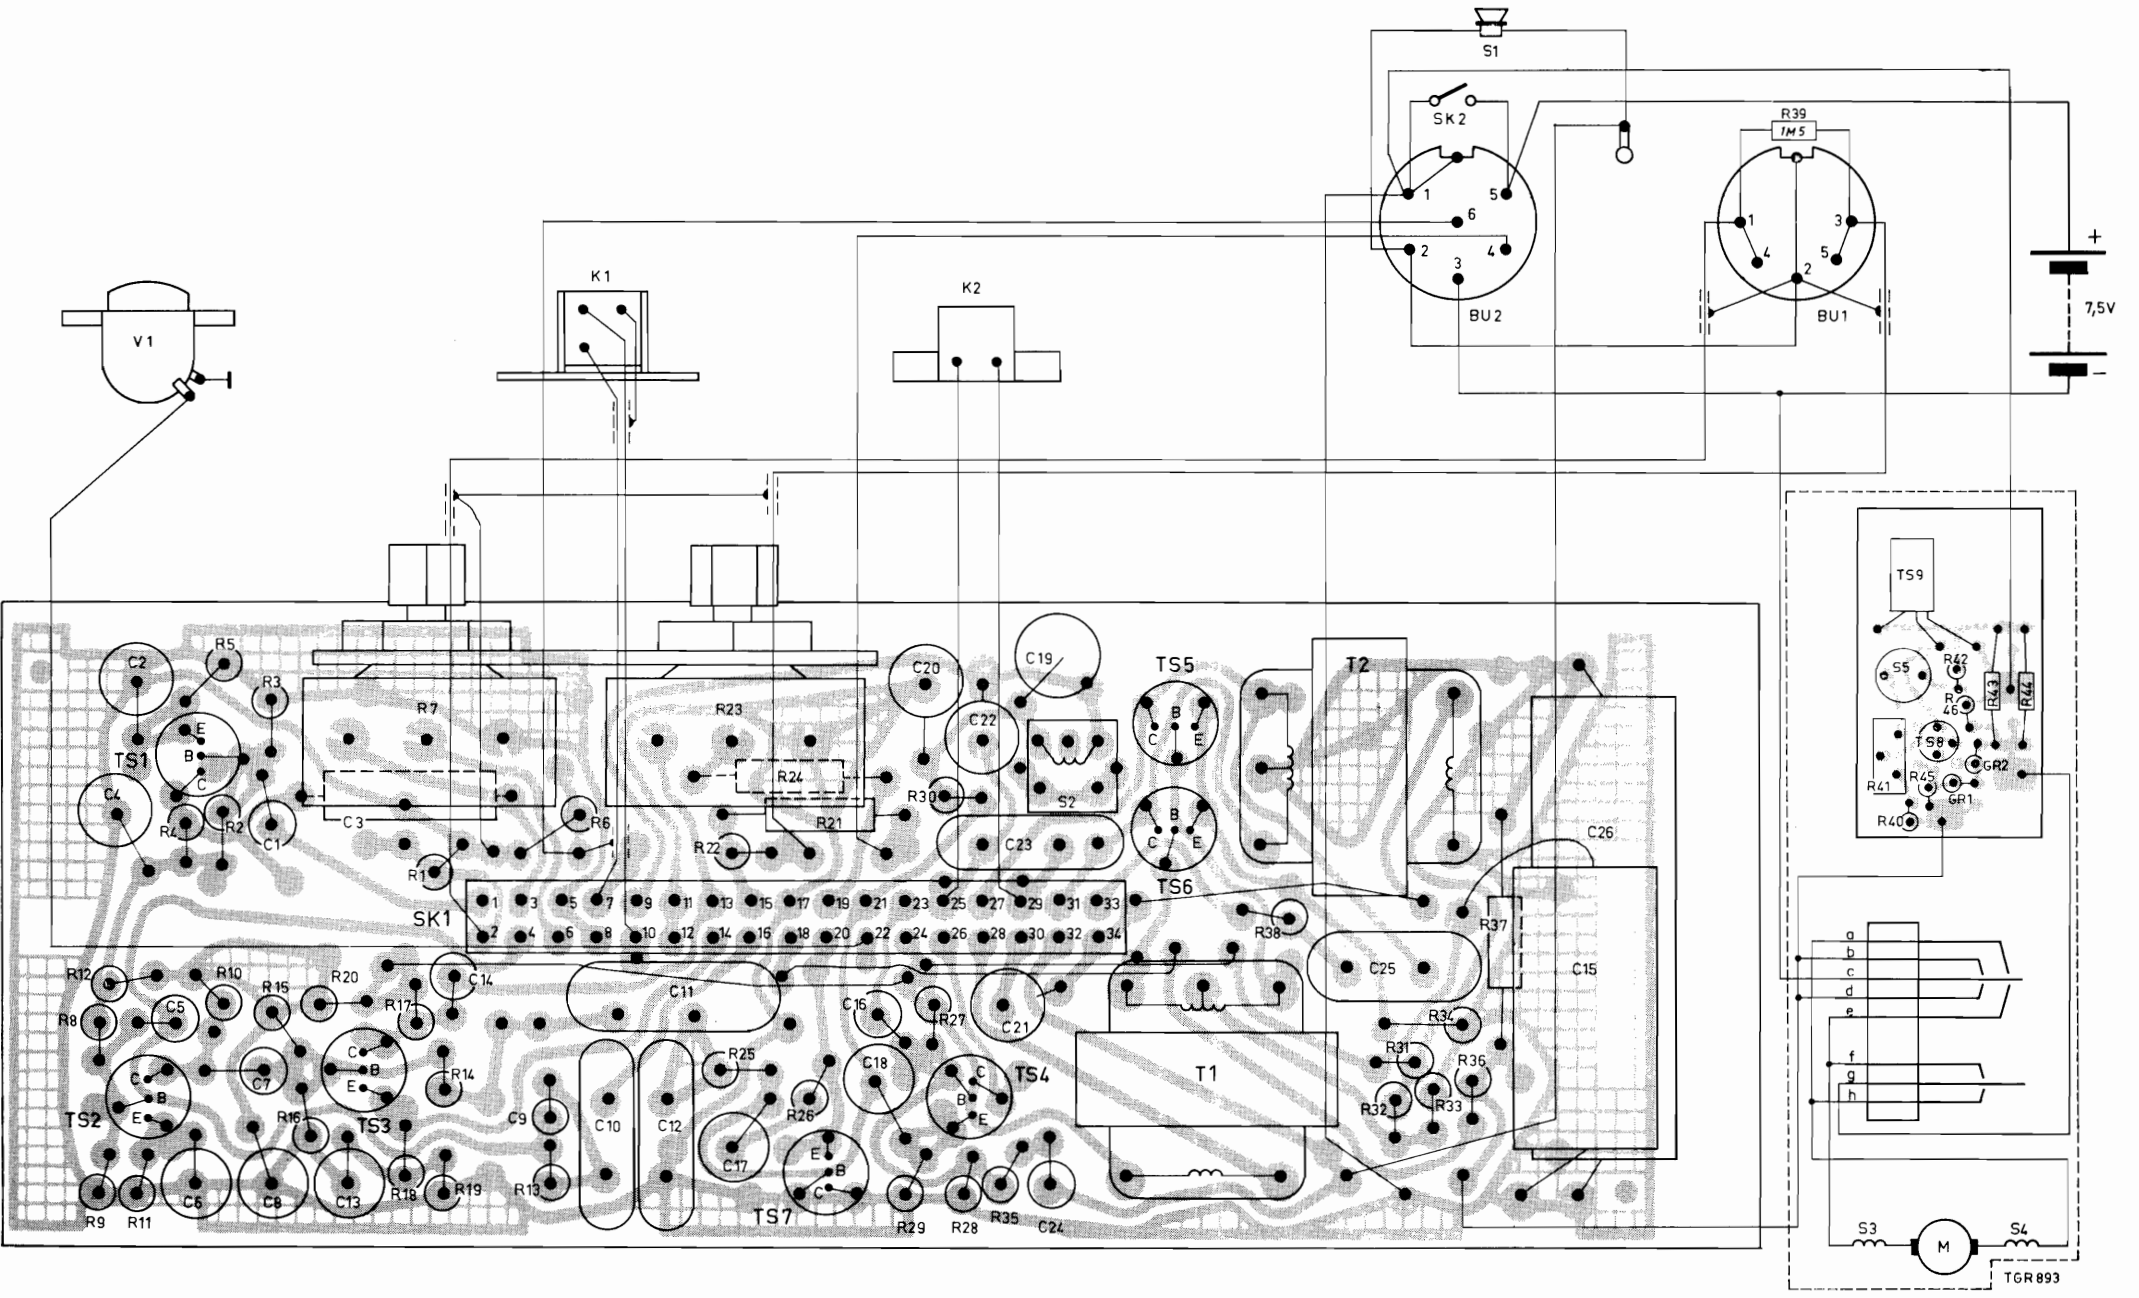 S1
SK2
R39
1M5
1
5
6
2
4
3
BU2
1
3
4
5
2
BU1
+
7,5V
−
V1
K1
K2
C2
R5
R3
E
B
C
TS1
C4
R4
R2
C1
R7
C3
R6
R1
R23
R24
R21
R22
C20
C22
R30
C19
S2
C23
TS5
B
C
E
B
C
E
TS6
T2
C26
C15
R37
R38
C25
SK1
1 3 5 7 9 11 13 15 17 19 21 23 25 27 29 31 33
2 4 6 8 10 12 14 16 18 20 22 24 26 28 30 32 34
R12
R10
R20
R15
R17
C14
R8
C5
C7
C
B
E
TS2
C
B
E
TS3
R16
R14
R9
R11
C6
C8
C13
R18
R19
C9
R13
C11
C10
C12
R25
R26
C17
E
B
C
TS7
C16
R27
C18
C21
C
B
E
TS4
R29
R28
R35
C24
T1
R34
R31
R36
R32
R33
TS9
S5
R42
R43
R44
R
46
TS8
GR2
R41
R45
GR1
R40
a
b
c
d
e
f
g
h
S3
M
S4
TGR893